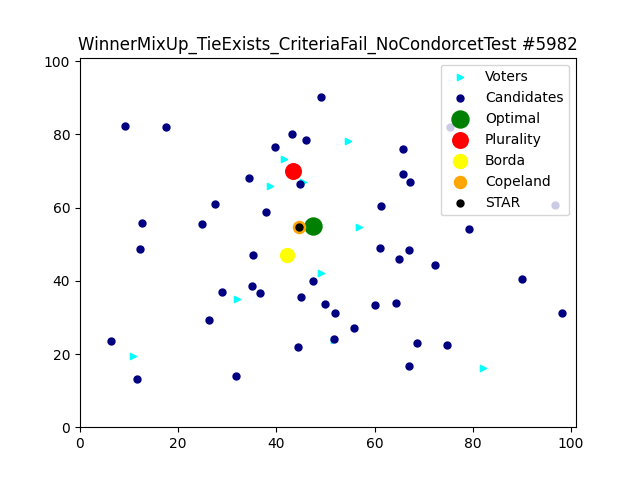 WinnerMixUp_TieExists_CriteriaFail_NoCondorcetTest #5982
100
80
60
40
20
0
0 20 40 60 80 100
Voters
Candidates
Optimal
Plurality
Borda
Copeland
STAR